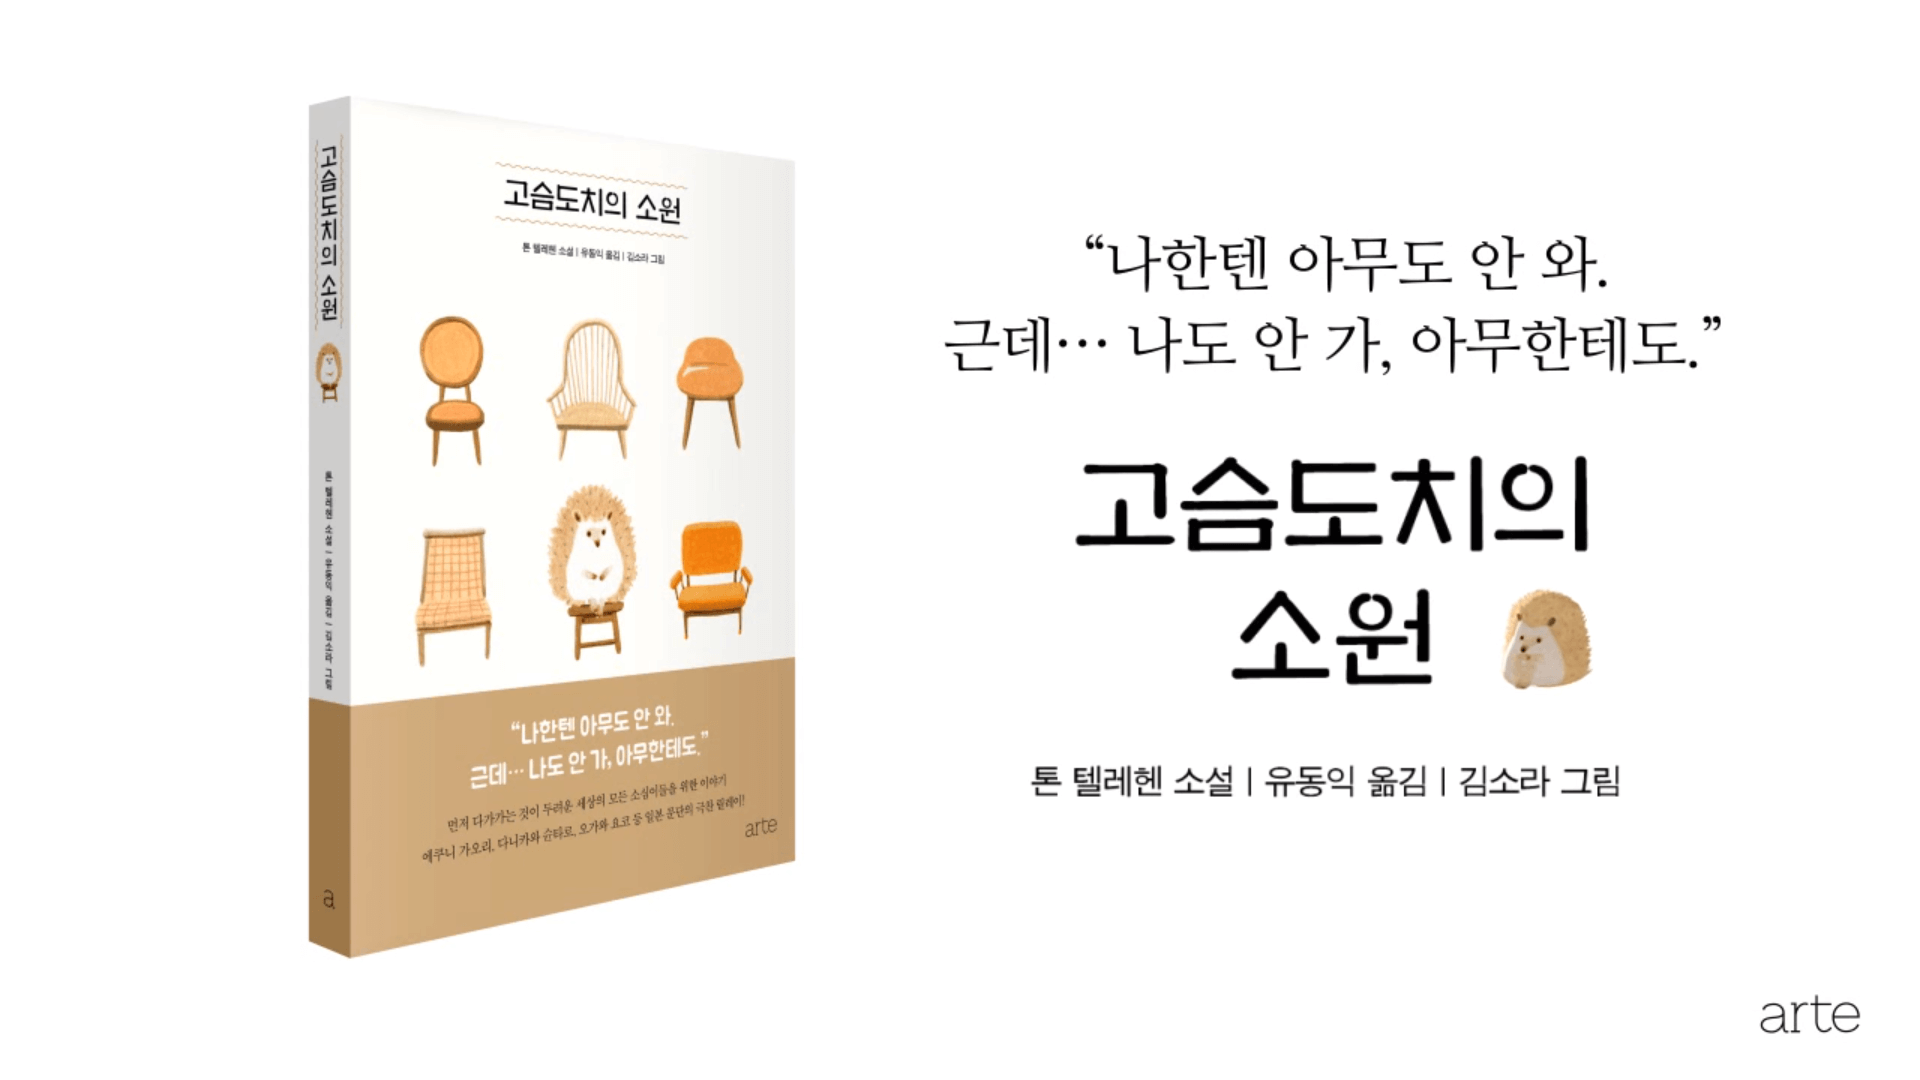 고슴도치의 소원
톤 텔레헨 소설 | 유동익 옮김 | 김소라 그림
a
고슴도치의 소원
톤 텔레헨 소설 | 유동익 옮김 | 김소라 그림
“나한텐 아무도 안 와.
근데… 나도 안 가, 아무한테도.”
먼저 다가가는 것이 두려운 세상의 모든 소심이들을 위한 이야기
에쿠니 가오리, 다니카와 슌타로, 오가와 요코 등 일본 문단의 극찬 릴레이!
arte
“나한텐 아무도 안 와.
근데… 나도 안 가, 아무한테도.”
고슴도치의
소원
톤 텔레헨 소설 | 유동익 옮김 | 김소라 그림
arte